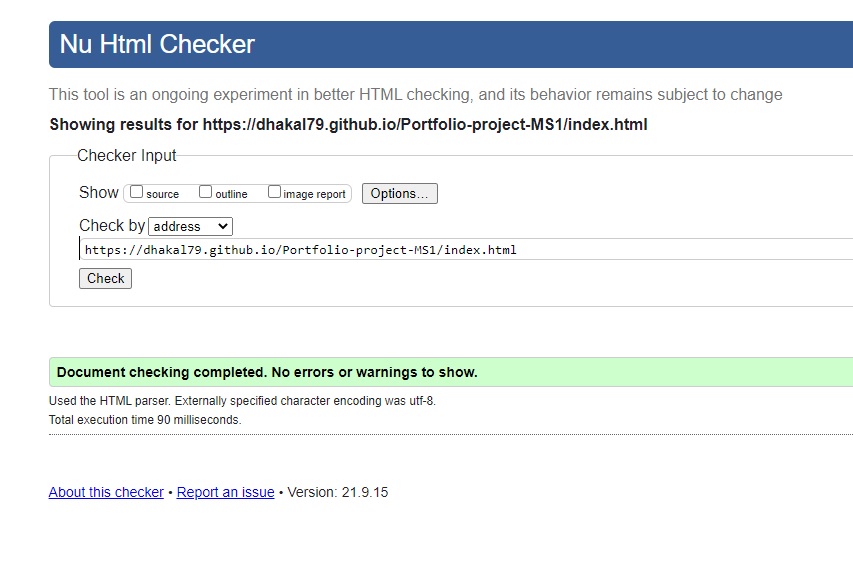 Nu Html Checker
This tool is an ongoing experiment in better HTML checking, and its behavior remains subject to change
Showing results for https://dhakal79.github.io/Portfolio-project-MS1/index.html
Checker Input
Show source outline image report Options...
Check by address
https://dhakal79.github.io/Portfolio-project-MS1/index.html
Check
Document checking completed. No errors or warnings to show.
Used the HTML parser. Externally specified character encoding was utf-8.
Total execution time 90 milliseconds.
About this checker • Report an issue • Version: 21.9.15